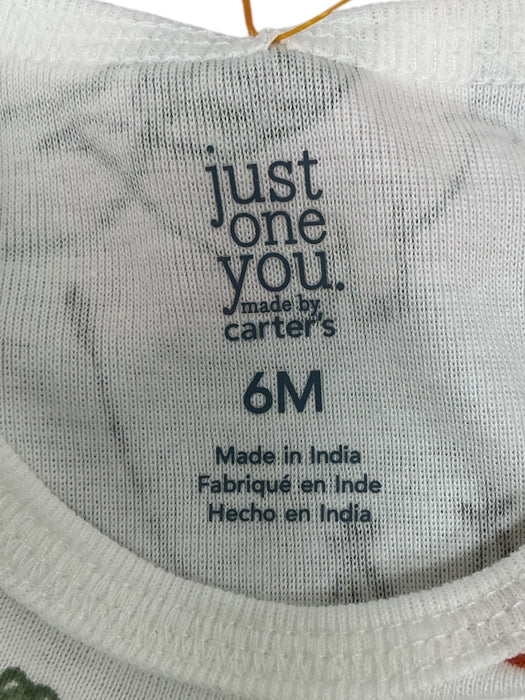 just
one
you.
made by
carter's
6M
Made in India
Fabriqué en Inde
Hecho en India